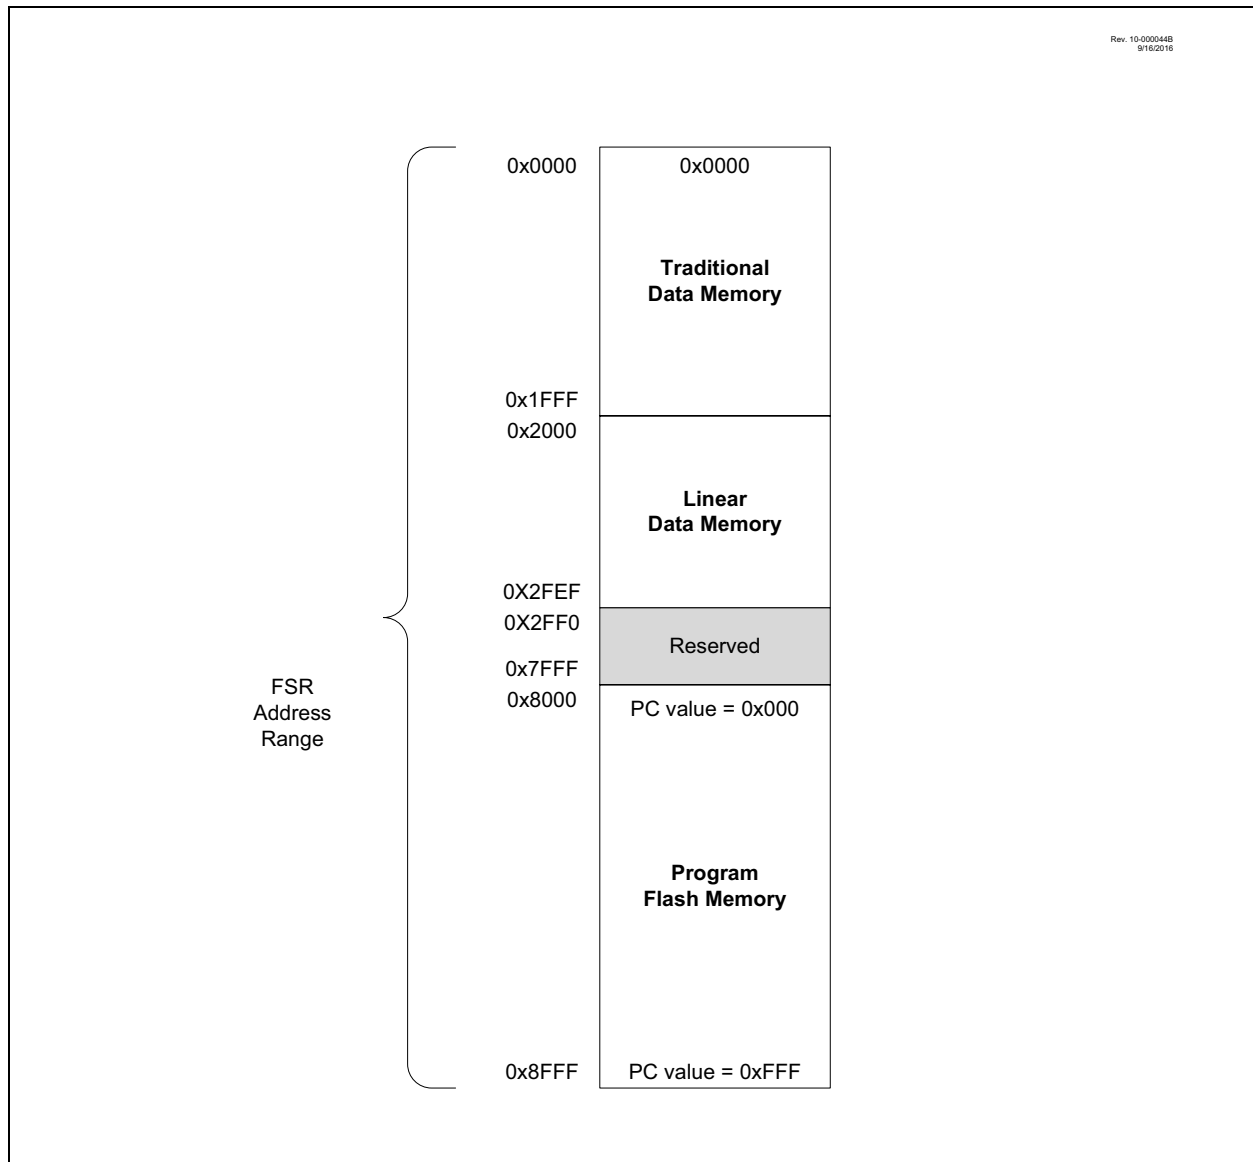 Rev. 10-000044B
9/16/2016
0x0000
0x0000
Traditional
Data Memory
0x1FFF
0x2000
Linear
Data Memory
0X2FEF
0X2FF0
Reserved
0x7FFF
0x8000
PC value = 0x000
FSR
Address
Range
Program
Flash Memory
0x8FFF
PC value = 0xFFF